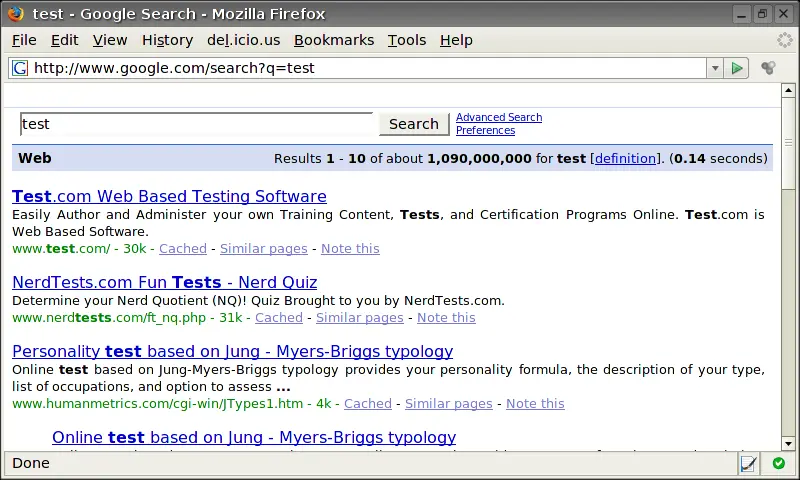 test - Google Search - Mozilla Firefox
File Edit View History del.icio.us Bookmarks Tools Help
G http://www.google.com/search?q=test
test Search Advanced Search
Preferences
Web Results 1 - 10 of about 1,090,000,000 for test [definition]. (0.14 seconds)
Test.com Web Based Testing Software
Easily Author and Administer your own Training Content, Tests, and Certification Programs Online. Test.com is
Web Based Software.
www.test.com/ - 30k - Cached - Similar pages - Note this
NerdTests.com Fun Tests - Nerd Quiz
Determine your Nerd Quotient (NQ)! Quiz Brought to you by NerdTests.com.
www.nerdtests.com/ft_nq.php - 31k - Cached - Similar pages - Note this
Personality test based on Jung - Myers-Briggs typology
Online test based on Jung-Myers-Briggs typology provides your personality formula, the description of your type,
list of occupations, and option to assess ...
www.humanmetrics.com/cgi-win/JTypes1.htm - 4k - Cached - Similar pages - Note this
Online test based on Jung - Myers-Briggs typology
Done